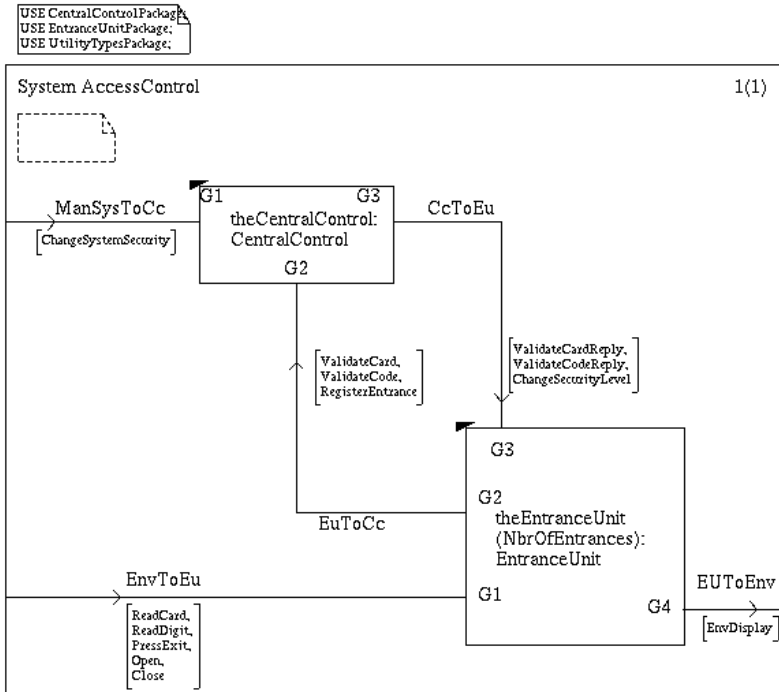 USE CentralControlPackage;
USE EntranceUnitPackage;
USE UtilityTypesPackage;
System AccessControl
1(1)
ManSysToCc
[ChangeSystemSecurity]
G1
G3
theCentralControl:
CentralControl
G2
CcToEu
ValidateCard,
ValidateCode,
RegisterEntrance
ValidateCardReply,
ValidateCodeReply,
ChangeSecurityLevel
G3
G2
theEntranceUnit
(NbrOfEntrances):
EntranceUnit
G1
G4
EuToCc
EnvToEu
ReadCard,
ReadDigit,
PressExit,
Open,
Close
EUToEnv
[EnvDisplay]